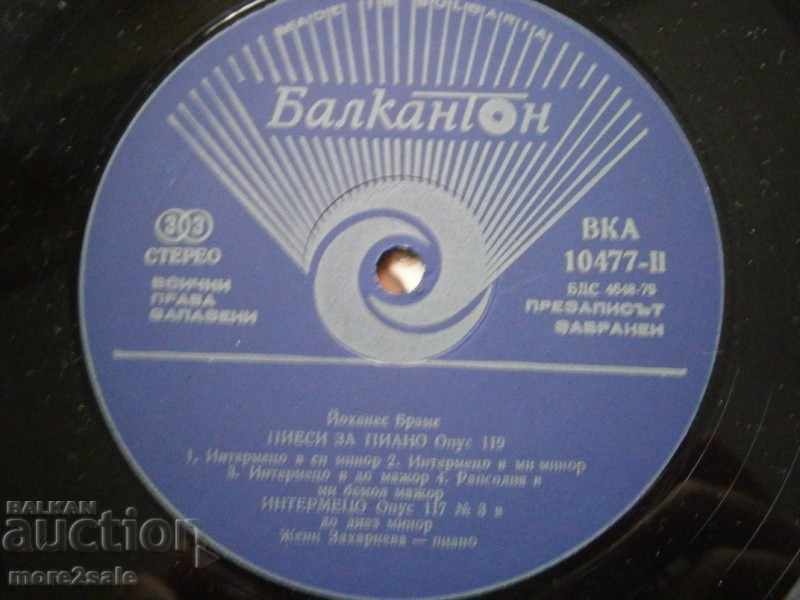 MADE IN BULGARIA
Балкантон
33
СТЕРЕО
ВСИЧКИ
ПРАВА
ЗАПАЗЕНИ
ВКА
10477-II
БДС 4048-79
ПРЕЗАПИСЪТ
ЗАБРАНЕН
Йоханес Брамс
ПИЕСИ ЗА ПИАНО Опус 119
1. Интермецо в си минор 2. Интермецо в ми минор
3. Интермецо в до мажор 4. Рапсодия в
ми бемол мажор
ИНТЕРМЕЦО Опус 117 № 3 в
до диез минор
Жени Захариева — пиано
BALKAN
auction
more2sale